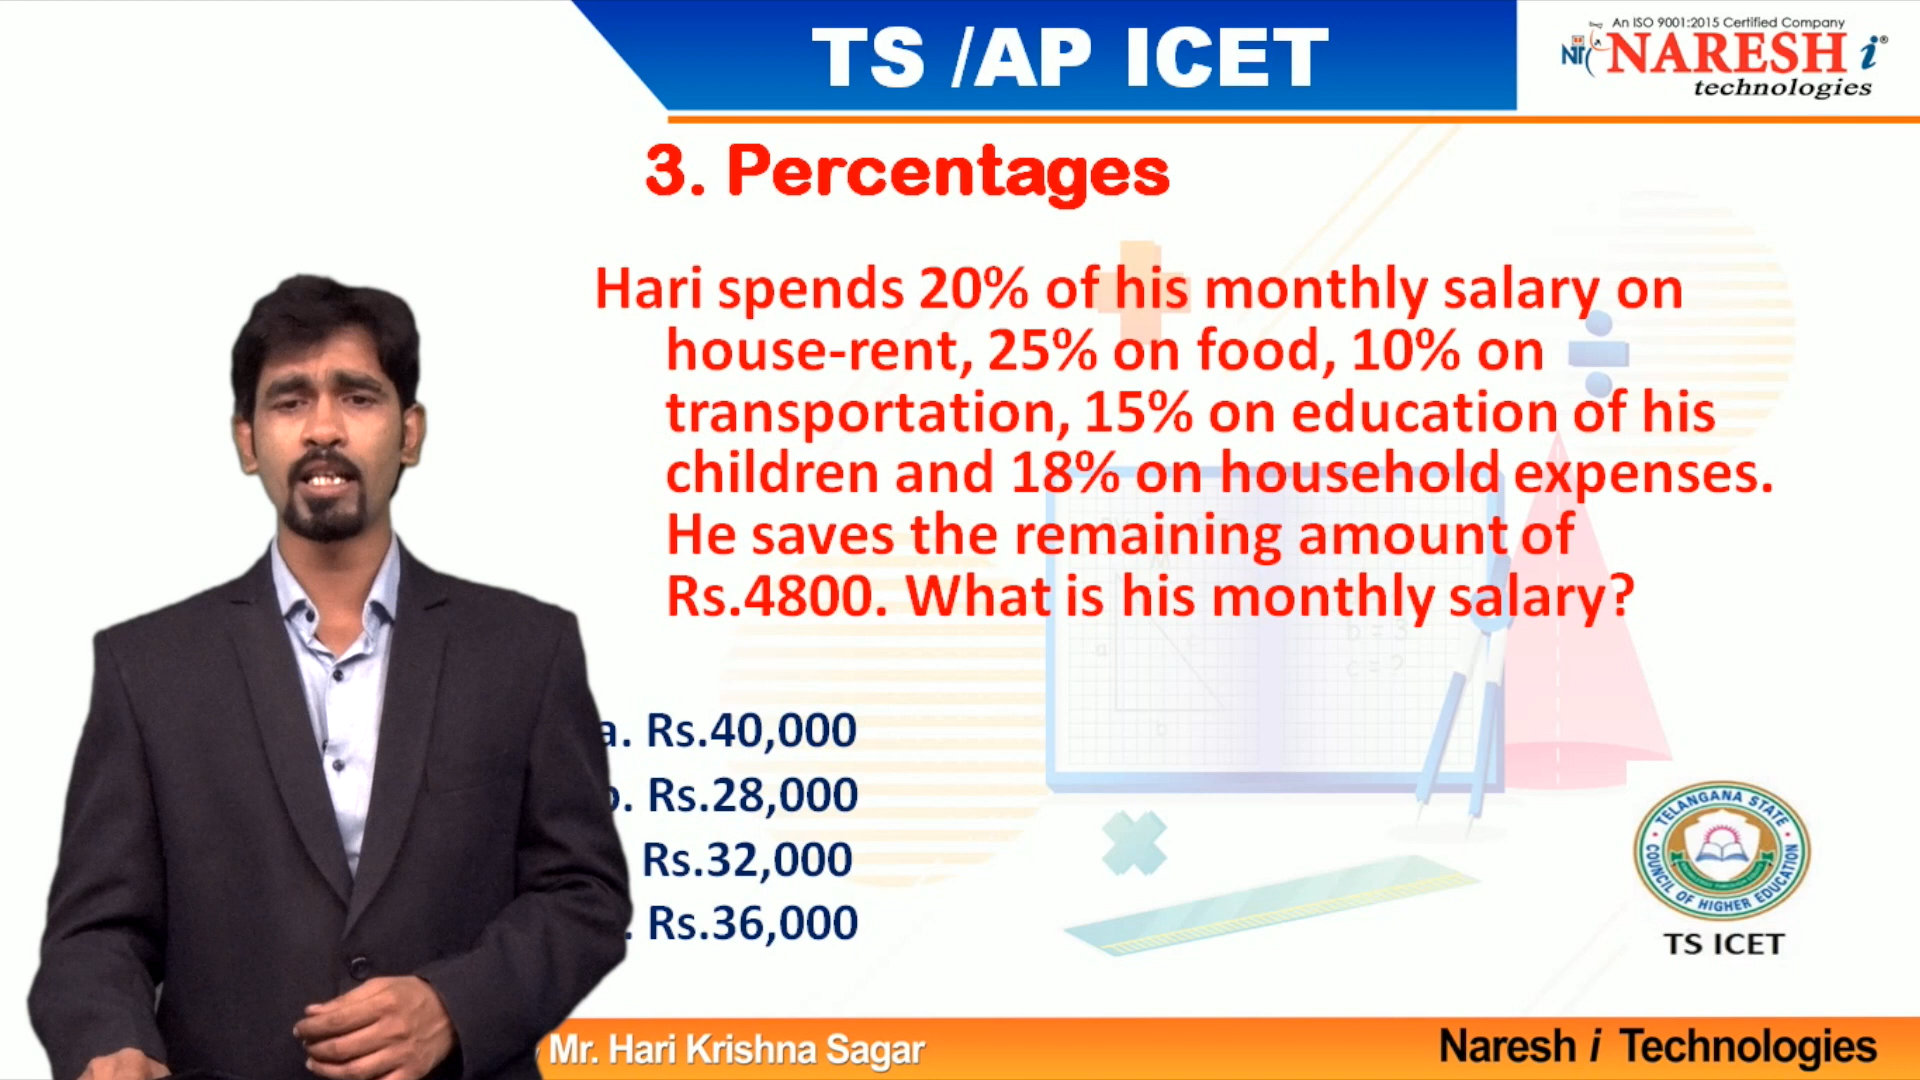 TS /AP ICET
An ISO 9001:2015 Certified Company
NARESH i
technologies
3. Percentages
Hari spends 20% of his monthly salary on
house-rent, 25% on food, 10% on
transportation, 15% on education of his
children and 18% on household expenses.
He saves the remaining amount of
Rs.4800. What is his monthly salary?
a. Rs.40,000
Rs.28,000
Rs.32,000
Rs.36,000
TELANGANA STATE
COUNCIL OF HIGHER EDUCATION
TS ICET
Mr. Hari Krishna Sagar
Naresh i Technologies